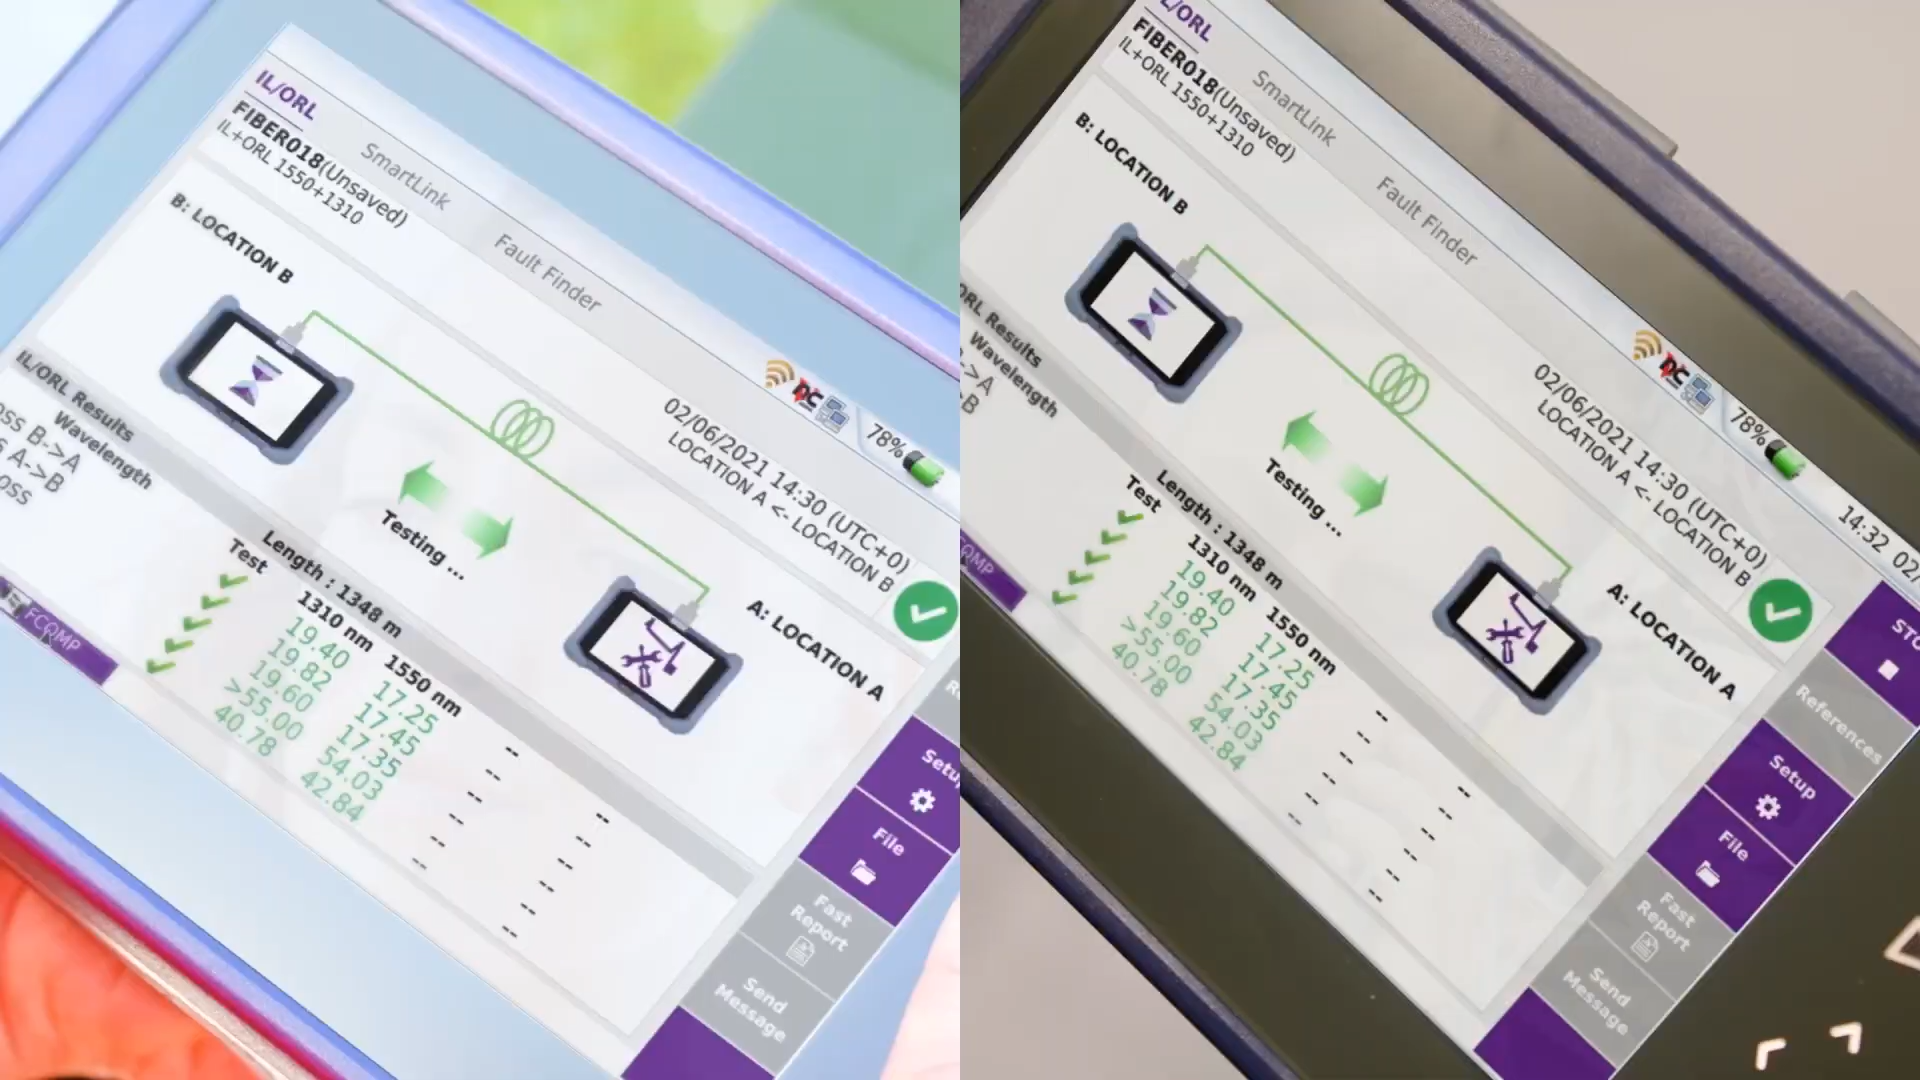 IL/ORL
SmartLink
Fault Finder
FIBER018(Unsaved)
IL+ORL 1550+1310
78%
02/06/2021 14:30 (UTC+0)
LOCATION A <- LOCATION B
B: LOCATION B
A: LOCATION A
Testing ...
IL/ORL Results
Length : 1348 m
Wavelength
Test
1310 nm
1550 nm
B->A
19.40
17.25
-- --
A->B
19.82
17.45
-- --
19.60
17.35
-- --
>55.00
54.03
-- --
40.78
42.84
-- --
FCOMP
Setup
File
Fast
Report
Send
Message
IL/ORL
SmartLink
Fault Finder
FIBER018(Unsaved)
IL+ORL 1550+1310
78%
14:32
02/06/2021 14:30 (UTC+0)
LOCATION A <- LOCATION B
B: LOCATION B
A: LOCATION A
Testing ...
ORL Results
Length : 1348 m
Wavelength
Test
1310 nm
1550 nm
->A
19.40
17.25
-- --
>B
19.82
17.45
-- --
19.60
17.35
-- --
>55.00
54.03
-- --
40.78
42.84
-- --
FCOMP
References
Setup
File
Fast
Report
Send
Message